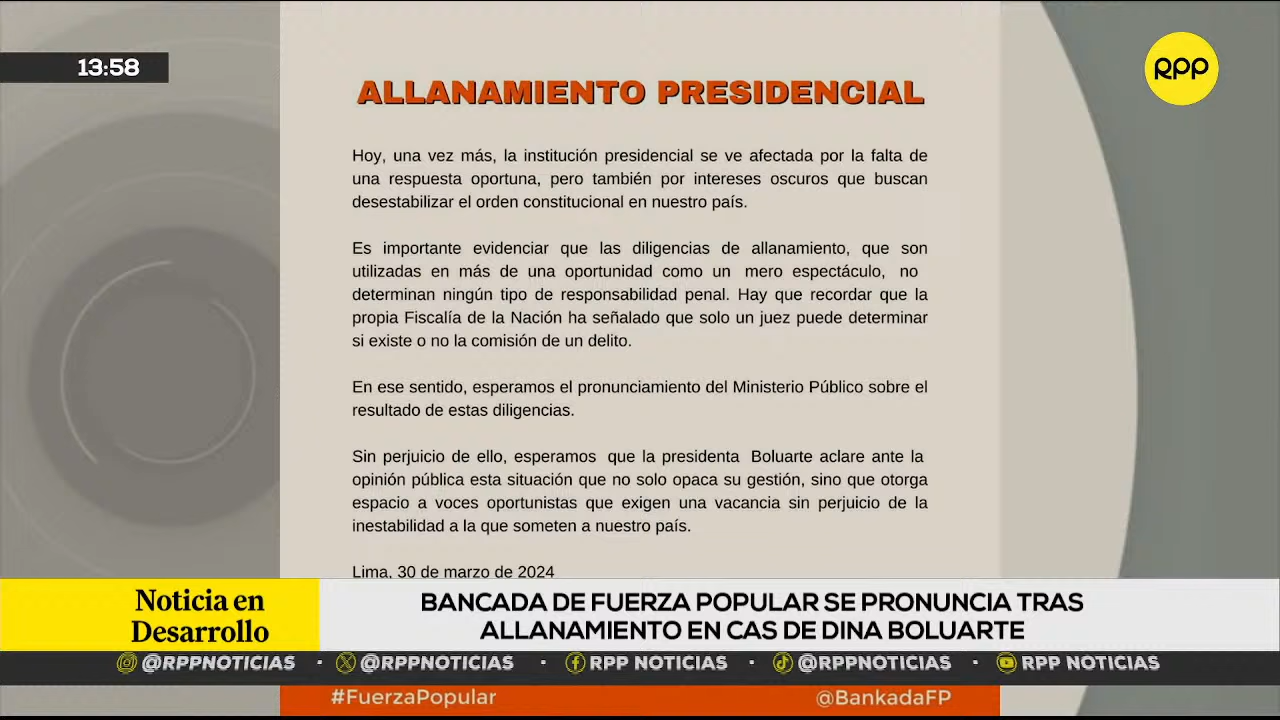 13:58
RPP
ALLANAMIENTO PRESIDENCIAL
Hoy, una vez más, la institución presidencial se ve afectada por la falta de
una respuesta oportuna, pero también por intereses oscuros que buscan
desestabilizar el orden constitucional en nuestro país.
Es importante evidenciar que las diligencias de allanamiento, que son
utilizadas en más de una oportunidad como un mero espectáculo, no
determinan ningún tipo de responsabilidad penal. Hay que recordar que la
propia Fiscalía de la Nación ha señalado que solo un juez puede determinar
si existe o no la comisión de un delito.
En ese sentido, esperamos el pronunciamiento del Ministerio Público sobre el
resultado de estas diligencias.
Sin perjuicio de ello, esperamos que la presidenta Boluarte aclare ante la
opinión pública esta situación que no solo opaca su gestión, sino que otorga
espacio a voces oportunistas que exigen una vacancia sin perjuicio de la
inestabilidad a la que someten a nuestro país.
Lima, 30 de marzo de 2024
Noticia en
Desarrollo
BANCADA DE FUERZA POPULAR SE PRONUNCIA TRAS
ALLANAMIENTO EN CAS DE DINA BOLUARTE
@RPPNOTICIAS · @RPPNOTICIAS · RPP NOTICIAS · @RPPNOTICIAS · RPP NOTICIAS
#FuerzaPopular @BankadaFP